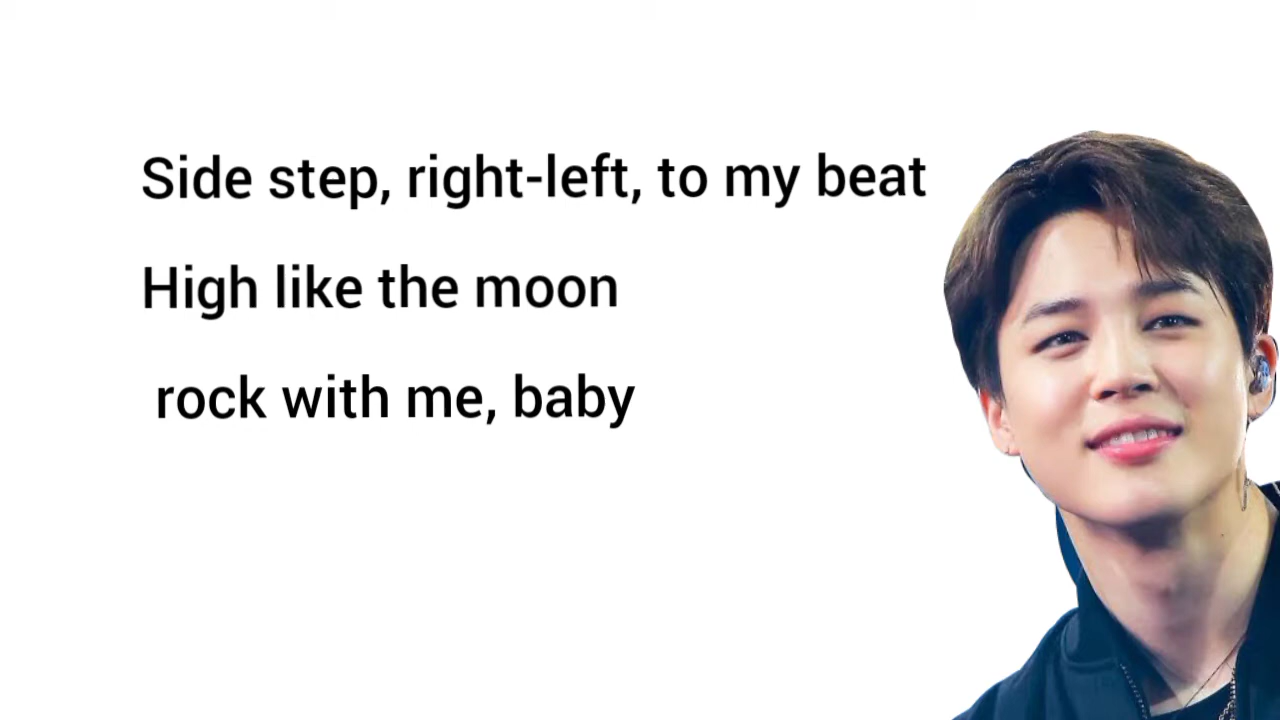 Side step, right-left, to my beat
High like the moon
rock with me, baby